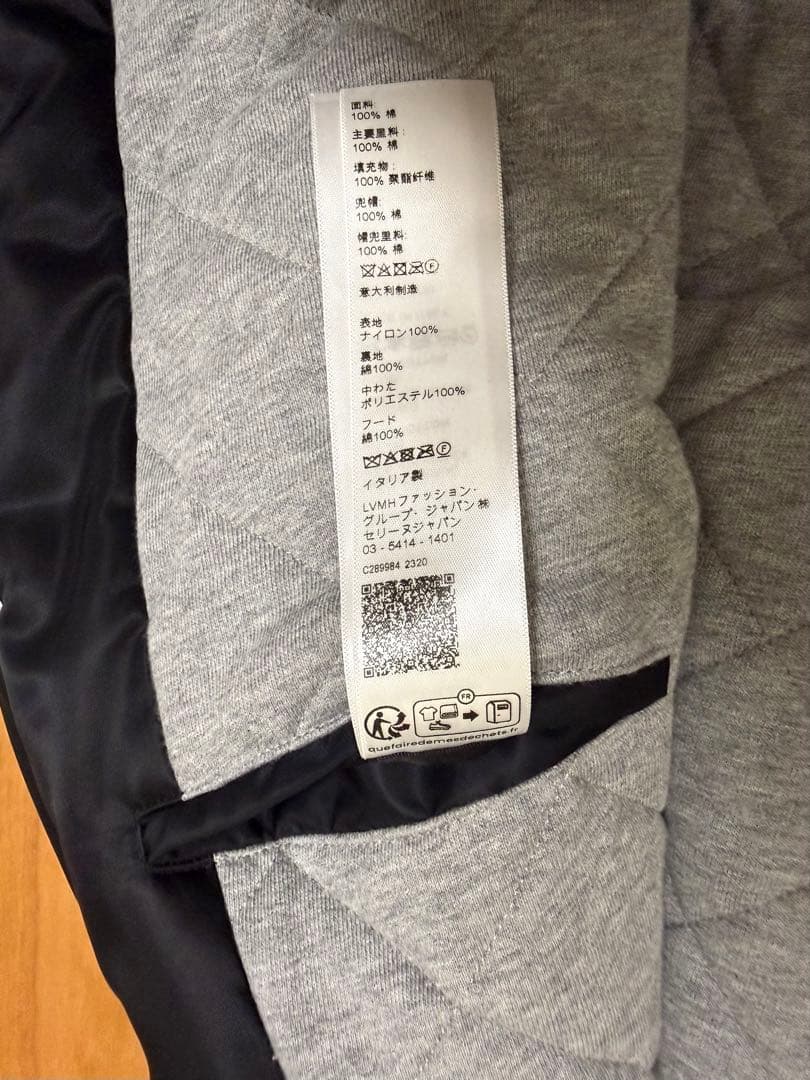 面料:
100% 棉
主要里料:
100% 棉
填充物:
100% 聚酯纤维
兜帽:
100% 棉
帽兜里料:
100% 棉
F
意大利制造
表地
ナイロン100%
裏地
綿100%
中わた
ポリエステル100%
フード
綿100%
F
イタリア製
LVMHファッション・
グループ・ジャパン㈱
セリーヌジャパン
03-5414-1401
C289984 2320
FR
quefairedemesdechets.fr